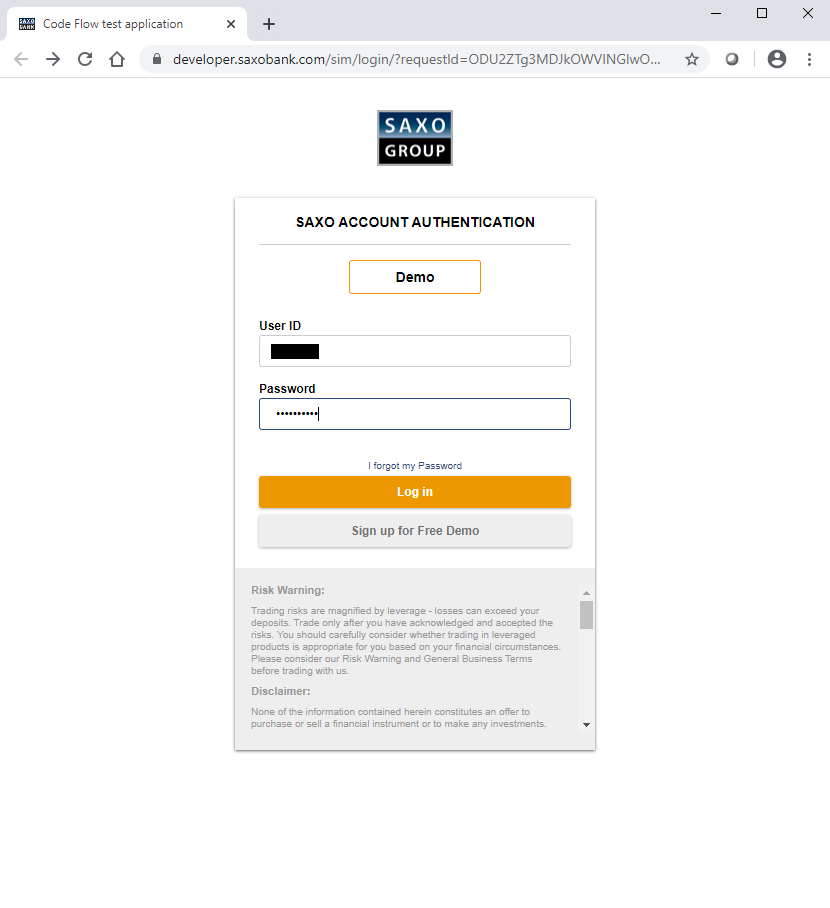 SAXO
BANK
Code Flow test application
developer.saxobank.com/sim/login/?requestId=ODU2ZTg3MDJkOWVlNGIwO...
SAXO
GROUP
SAXO ACCOUNT AUTHENTICATION
Demo
User ID
Password
••••••••••
I forgot my Password
Log in
Sign up for Free Demo
Risk Warning:
Trading risks are magnified by leverage - losses can exceed your
deposits. Trade only after you have acknowledged and accepted the
risks. You should carefully consider whether trading in leveraged
products is appropriate for you based on your financial circumstances.
Please consider our Risk Warning and General Business Terms
before trading with us.
Disclaimer:
None of the information contained herein constitutes an offer to
purchase or sell a financial instrument or to make any investments.